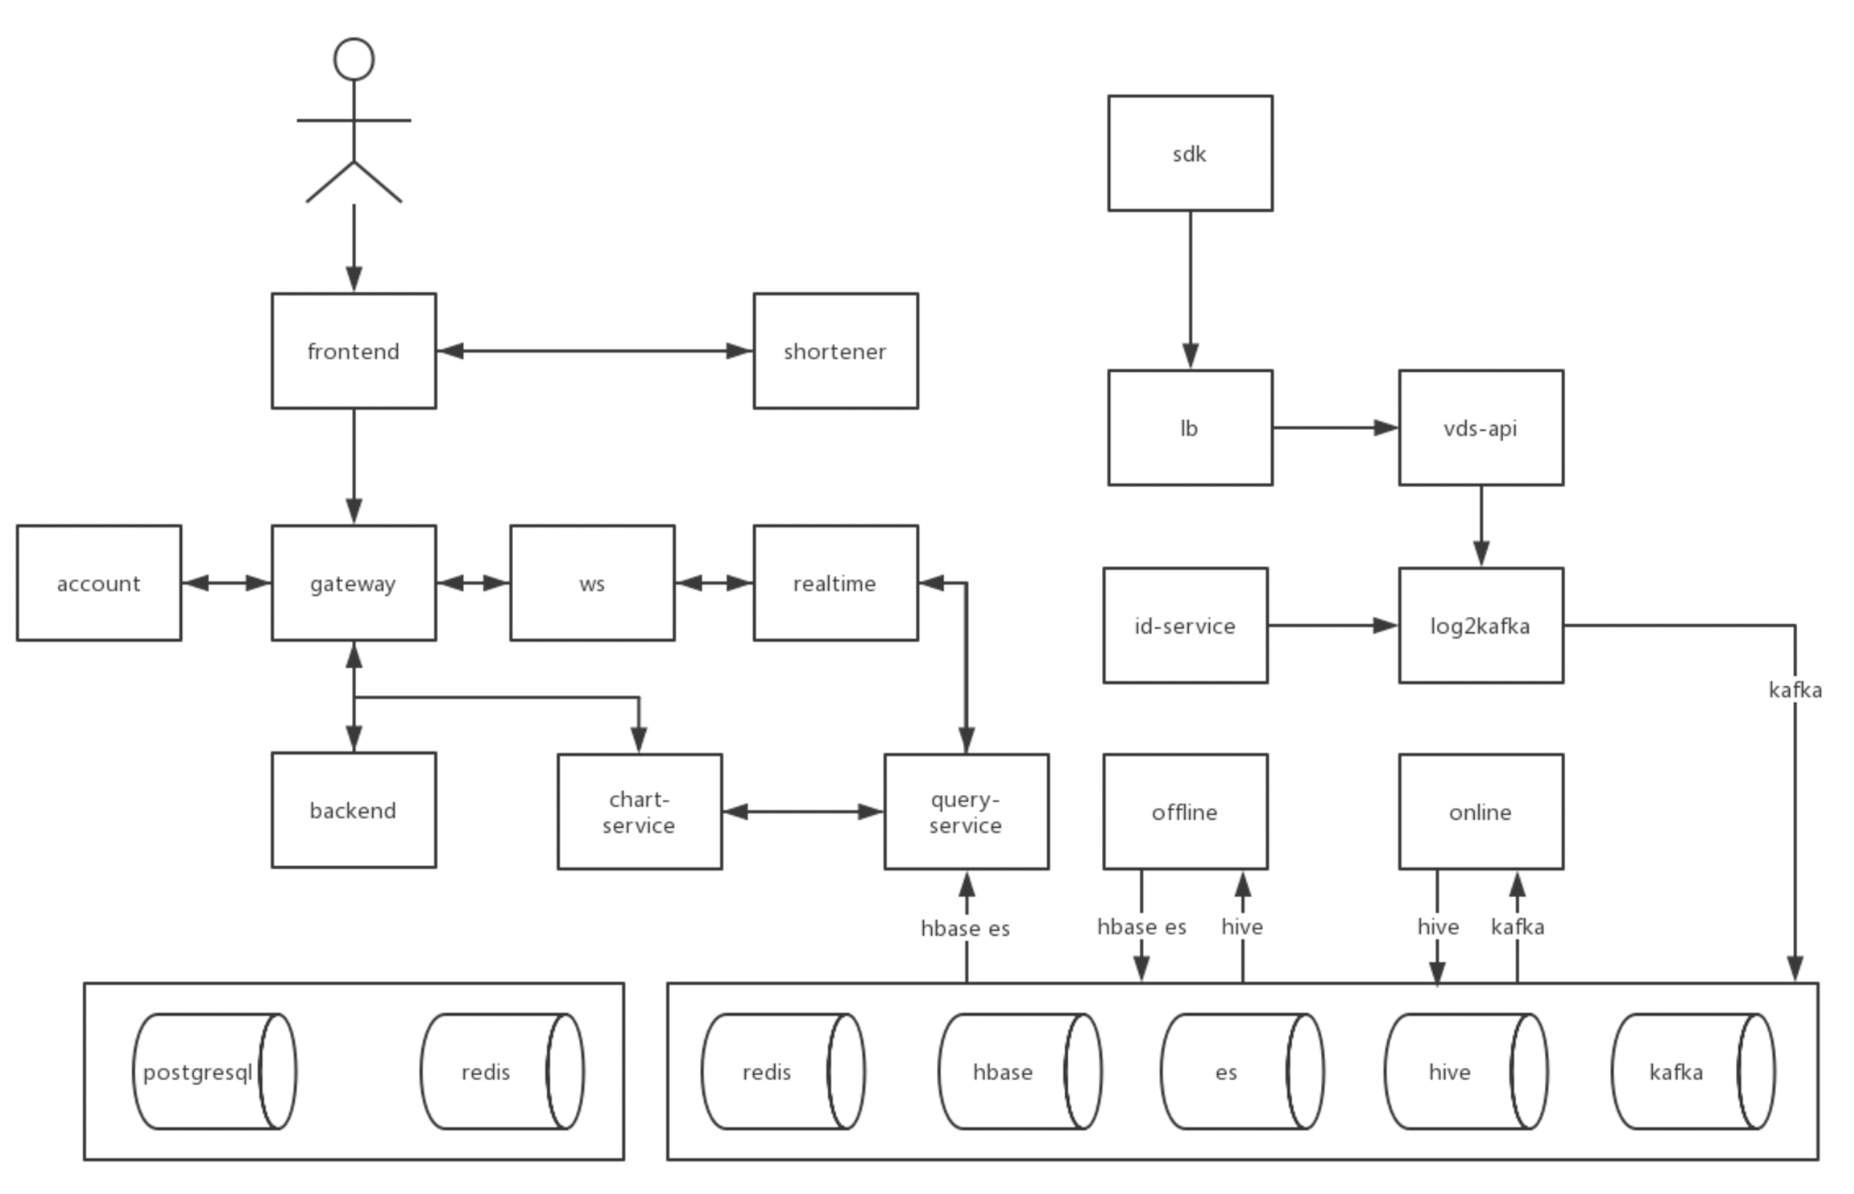 sdk
frontend
shortener
lb
vds-api
account
gateway
ws
realtime
id-service
log2kafka
kafka
backend
chart-
service
query-
service
offline
online
hbase es
hbase es
hive
hive
kafka
postgresql
redis
redis
hbase
es
hive
kafka